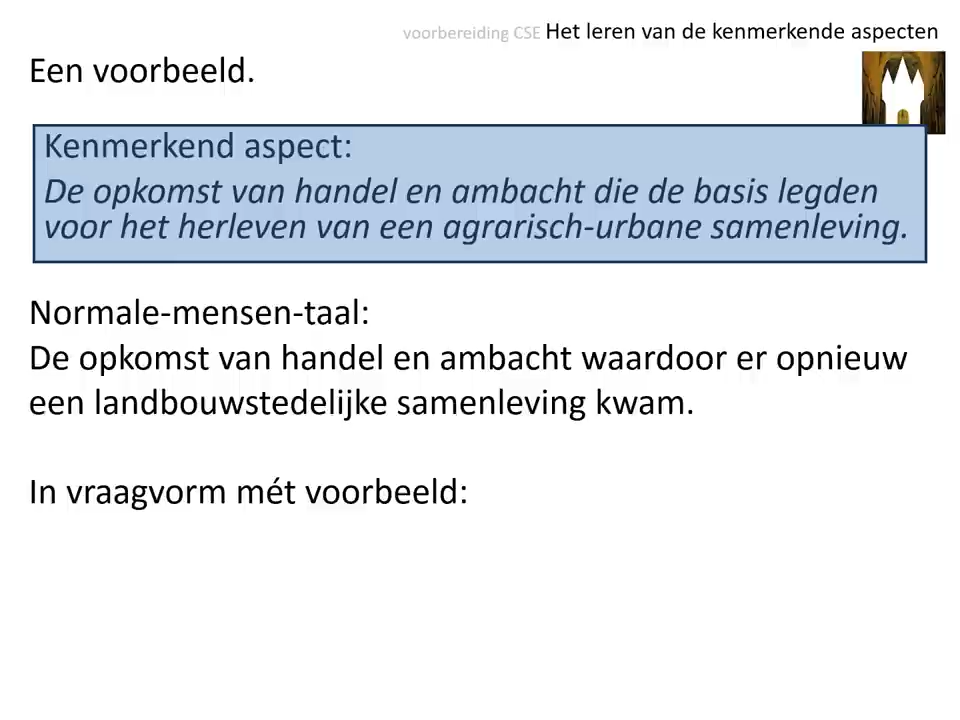 voorbereiding CSE Het leren van de kenmerkende aspecten
Een voorbeeld.
Kenmerkend aspect:
De opkomst van handel en ambacht die de basis legden
voor het herleven van een agrarisch-urbane samenleving.
Normale-mensen-taal:
De opkomst van handel en ambacht waardoor er opnieuw
een landbouwstedelijke samenleving kwam.
In vraagvorm mét voorbeeld: